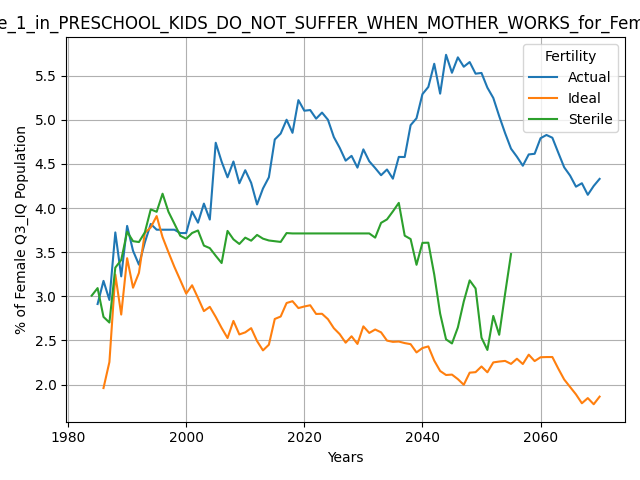 e_1_in_PRESCHOOL_KIDS_DO_NOT_SUFFER_WHEN_MOTHER_WORKS_for_Fem
Fertility
Actual
Ideal
Sterile
% of Female Q3_IQ Population
5.5
5.0
4.5
4.0
3.5
3.0
2.5
2.0
1980
2000
2020
2040
2060
Years